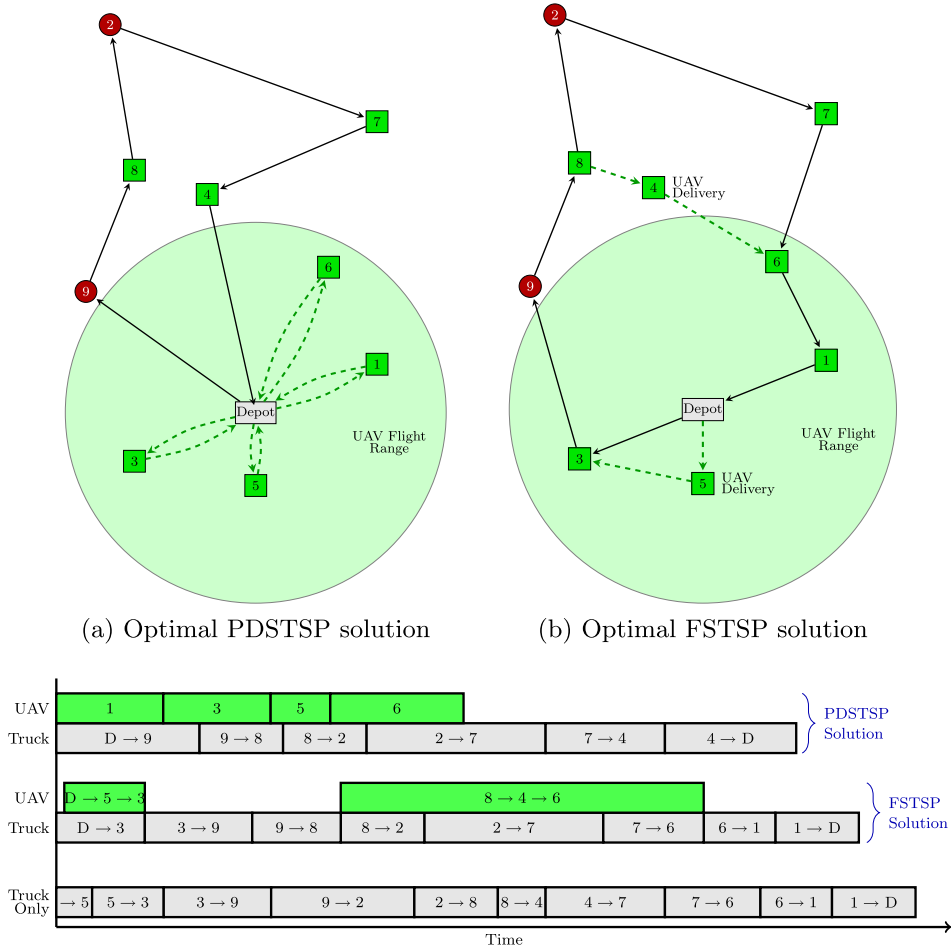 2
7
8
4
6
9
1
Depot
UAV Flight
Range
3
5
2
7
8
4
UAV
Delivery
6
9
1
Depot
UAV Flight
Range
3
5
UAV
Delivery
(a) Optimal PDSTSP solution
(b) Optimal FSTSP solution
UAV 1 3 5 6
Truck D → 9 9 → 8 8 → 2 2 → 7 7 → 4 4 → D
PDSTSP
Solution
UAV D → 5 → 3 8 → 4 → 6
Truck D → 3 3 → 9 9 → 8 8 → 2 2 → 7 7 → 6 6 → 1 1 → D
FSTSP
Solution
Truck
Only
→ 5 5 → 3 3 → 9 9 → 2 2 → 8 8 → 4 4 → 7 7 → 6 6 → 1 1 → D
Time